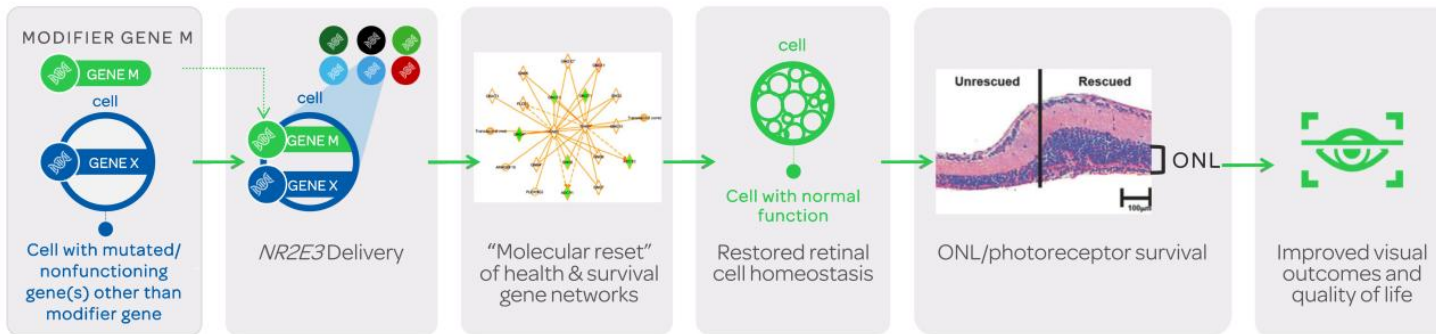 MODIFIER GENE M
GENE M
cell
GENE X
Cell with mutated/
nonfunctioning
gene(s) other than
modifier gene
cell
GENE M
GENE X
NR2E3 Delivery
"Molecular reset"
of health & survival
gene networks
cell
Cell with normal
function
Restored retinal
cell homeostasis
Unrescued
Rescued
ONL
100μm
ONL/photoreceptor survival
Improved visual
outcomes and
quality of life